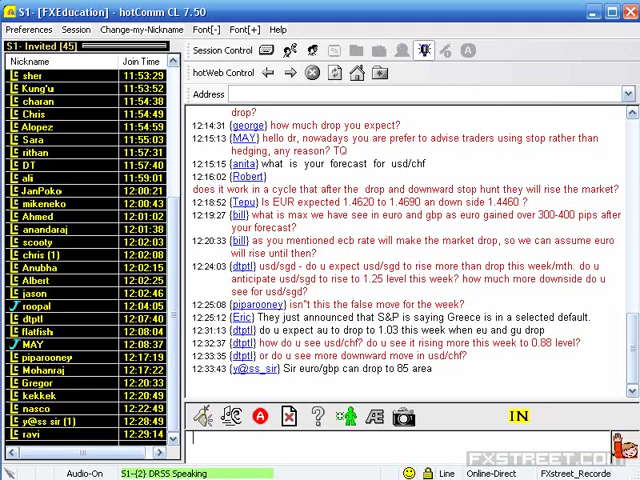 S1- [FXEducation] - hotComm CL 7.50
Preferences Session Change-my-Nickname Font[-] Font[+] Help
S1- Invited [45]
Nickname Join Time
sher 11:53:29
Kung'u 11:53:52
charan 11:54:38
Chris 11:54:49
Alopez 11:54:59
Sara 11:55:03
rithan 11:57:31
DT 11:57:40
ali 11:59:01
JanPoko 12:00:21
mikeneko 12:00:43
Ahmed 12:01:02
anandaraj 12:01:38
scooty 12:02:03
chris (1) 12:02:08
Anubha 12:02:15
Albert 12:02:25
jason 12:02:46
roopal 12:04:05
dtptl 12:07:40
flatfish 12:08:04
MAY 12:08:37
piparooney 12:17:19
Mohanraj 12:22:22
Gregor 12:20:33
kekkek 12:20:49
nasco 12:22:49
y@ss sir (1) 12:28:49
ravi 12:29:14
Session Control
hotWeb Control
Address
drop?
12:14:31 {george} how much drop you expect?
12:15:13 {MAY} hello dr, nowadays you are prefer to advise traders using stop rather than
hedging, any reason? TQ
12:15:15 {anita} what is your forecast for usd/chf
12:16:02 {Robert}
does it work in a cycle that after the drop and downward stop hunt they will rise the market?
12:18:52 {Tepu} Is EUR expected 1.4620 to 1.4690 an down side 1.4460 ?
12:19:27 {bill} what is max we have see in euro and gbp as euro gained over 300-400 pips after
your forecast?
12:20:33 {bill} as you mentioned ecb rate will make the market drop, so we can assume euro
will rise until then?
12:24:03 {dtptl} usd/sgd - do u expect usd/sgd to rise more than drop this week/mth. do u
anticipate usd/sgd to rise to 1.25 level this week? how much more downside do u
see for usd/sgd?
12:25:08 {piparooney} isn"t this the false move for the week?
12:25:12 {Eric} They just announced that S&P is saying Greece is in a selected default.
12:31:13 {dtptl} do u expect au to drop to 1.03 this week when eu and gu drop
12:33:17 {dtptl} how do u see usd/chf? do u see it rising more this week to 0.88 level?
12:33:35 {dtptl} or do u see more downward move in usd/chf?
12:33:43 {y@ss_sir} Sir euro/gbp can drop to 85 area
IN
FXSTREET.COM
Audio-On S1-{2} DRSS Speaking Line Online-Direct FXstreet_Recorde